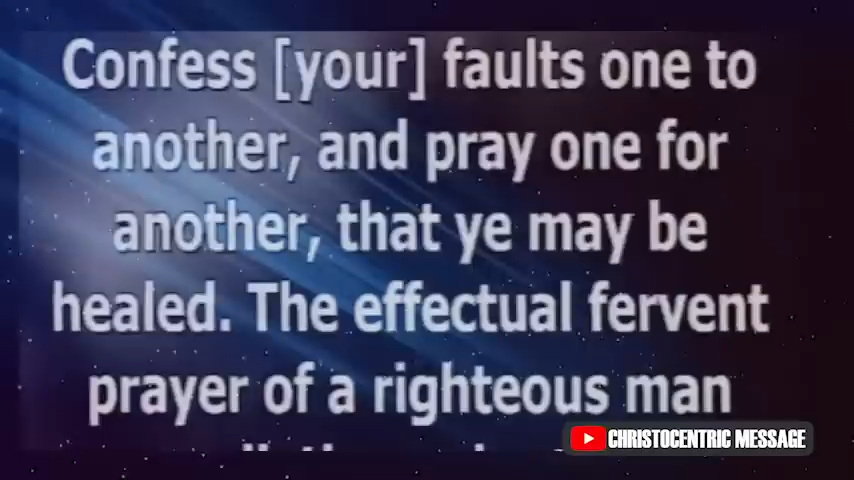 Confess [your] faults one to
another, and pray one for
another, that ye may be
healed. The effectual fervent
prayer of a righteous man
CHRISTOCENTRIC MESSAGE